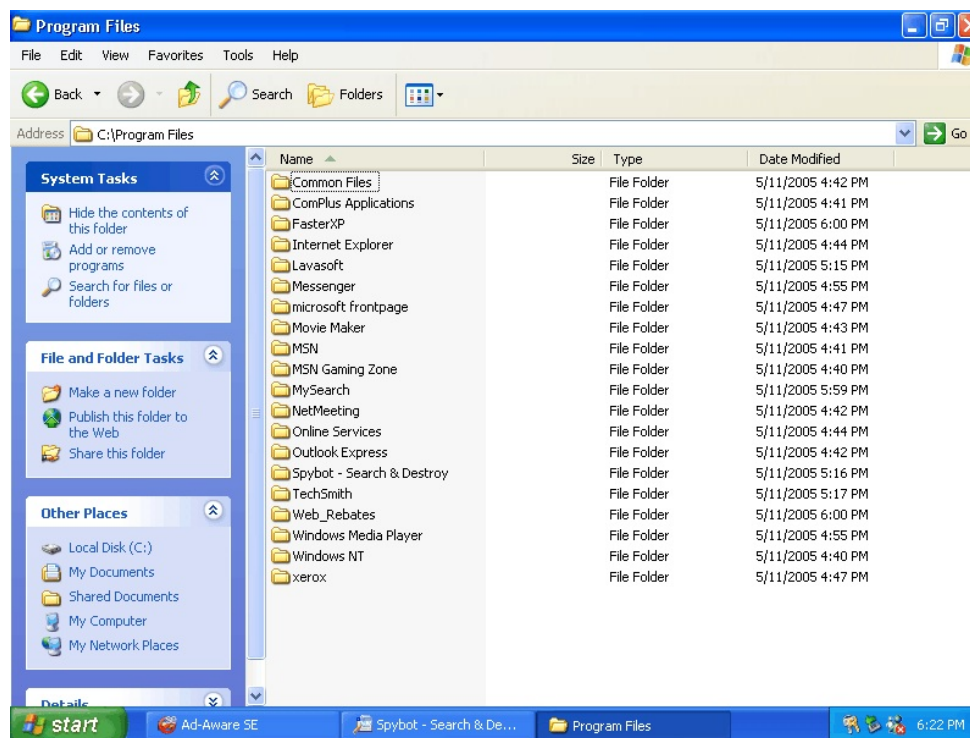 Program Files
File Edit View Favorites Tools Help
Back Search Folders
Address C:\Program Files Go
System Tasks
Hide the contents of
this folder
Add or remove
programs
Search for files or
folders
File and Folder Tasks
Make a new folder
Publish this folder to
the Web
Share this folder
Other Places
Local Disk (C:)
My Documents
Shared Documents
My Computer
My Network Places
Details
Name Size Type Date Modified
Common Files File Folder 5/11/2005 4:42 PM
ComPlus Applications File Folder 5/11/2005 4:41 PM
FasterXP File Folder 5/11/2005 6:00 PM
Internet Explorer File Folder 5/11/2005 4:44 PM
Lavasoft File Folder 5/11/2005 5:15 PM
Messenger File Folder 5/11/2005 4:55 PM
microsoft frontpage File Folder 5/11/2005 4:47 PM
Movie Maker File Folder 5/11/2005 4:43 PM
MSN File Folder 5/11/2005 4:41 PM
MSN Gaming Zone File Folder 5/11/2005 4:40 PM
MySearch File Folder 5/11/2005 5:59 PM
NetMeeting File Folder 5/11/2005 4:42 PM
Online Services File Folder 5/11/2005 4:44 PM
Outlook Express File Folder 5/11/2005 4:42 PM
Spybot - Search & Destroy File Folder 5/11/2005 5:16 PM
TechSmith File Folder 5/11/2005 5:17 PM
Web_Rebates File Folder 5/11/2005 6:00 PM
Windows Media Player File Folder 5/11/2005 4:55 PM
Windows NT File Folder 5/11/2005 4:40 PM
xerox File Folder 5/11/2005 4:47 PM
start Ad-Aware SE Spybot - Search & De... Program Files 6:22 PM